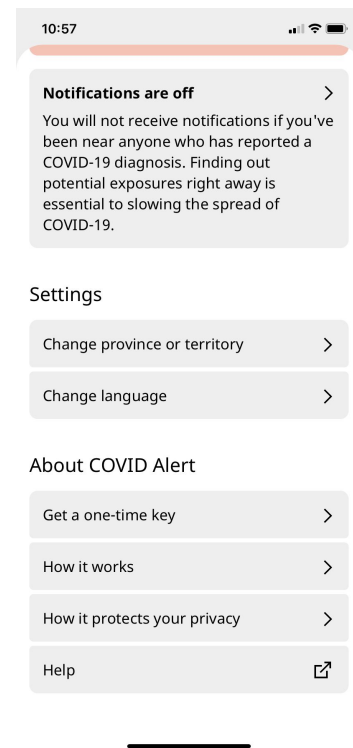 10:57
Notifications are off
You will not receive notifications if you've
been near anyone who has reported a
COVID-19 diagnosis. Finding out
potential exposures right away is
essential to slowing the spread of
COVID-19.
Settings
Change province or territory
Change language
About COVID Alert
Get a one-time key
How it works
How it protects your privacy
Help